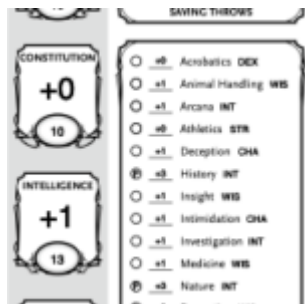 SAVING THROWS
CONSTITUTION
+0
10
INTELLIGENCE
+1
13
+0 Acrobatics DEX
+1 Animal Handling WIS
+1 Arcana INT
+0 Athletics STR
+1 Deception CHA
P +3 History INT
+1 Insight WIS
+1 Intimidation CHA
+1 Investigation INT
+1 Medicine WIS
P +3 Nature INT